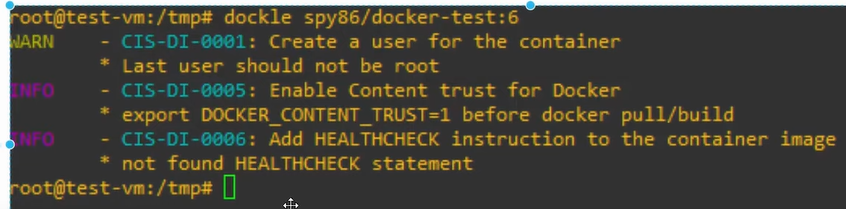 root@test-vm:/tmp# dockle spy86/docker-test:6
WARN - CIS-DI-0001: Create a user for the container
* Last user should not be root
INFO - CIS-DI-0005: Enable Content trust for Docker
* export DOCKER_CONTENT_TRUST=1 before docker pull/build
INFO - CIS-DI-0006: Add HEALTHCHECK instruction to the container image
* not found HEALTHCHECK statement
root@test-vm:/tmp#